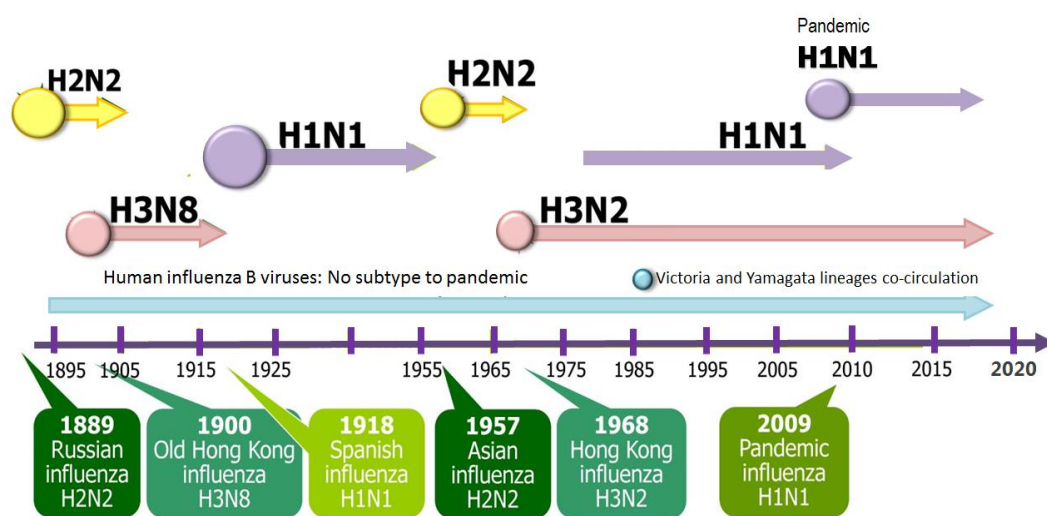 Pandemic
H1N1
H2N2
H2N2
H1N1
H1N1
H3N8
H3N2
Human influenza B viruses: No subtype to pandemic
Victoria and Yamagata lineages co-circulation
1895 1905 1915 1925 1955 1965 1975 1985 1995 2005 2010 2015 2020
1889
Russian
influenza
H2N2
1900
Old Hong Kong
influenza
H3N8
1918
Spanish
influenza
H1N1
1957
Asian
influenza
H2N2
1968
Hong Kong
influenza
H3N2
2009
Pandemic
influenza
H1N1